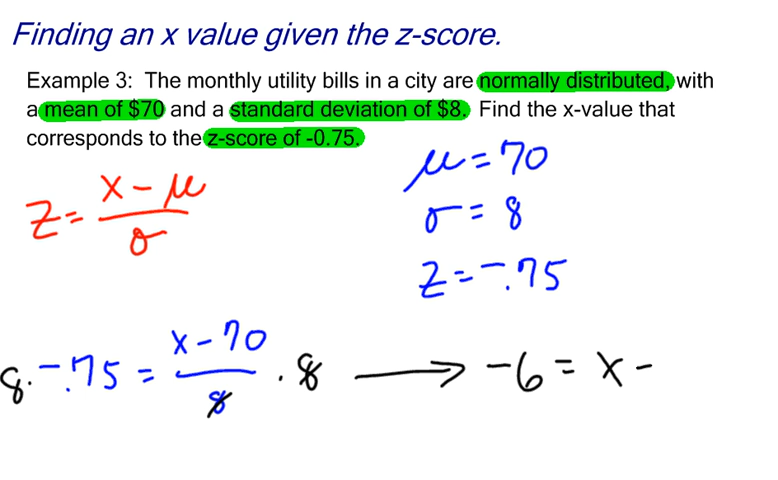 Finding an x value given the z-score.
Example 3: The monthly utility bills in a city are normally distributed, with
a mean of $70 and a standard deviation of $8. Find the x-value that
corresponds to the z-score of -0.75.
μ = 70
z = x - μ / σ
σ = 8
z = -.75
8 · -.75 = x - 70 / 8 · 8 ⟶ -6 = x -